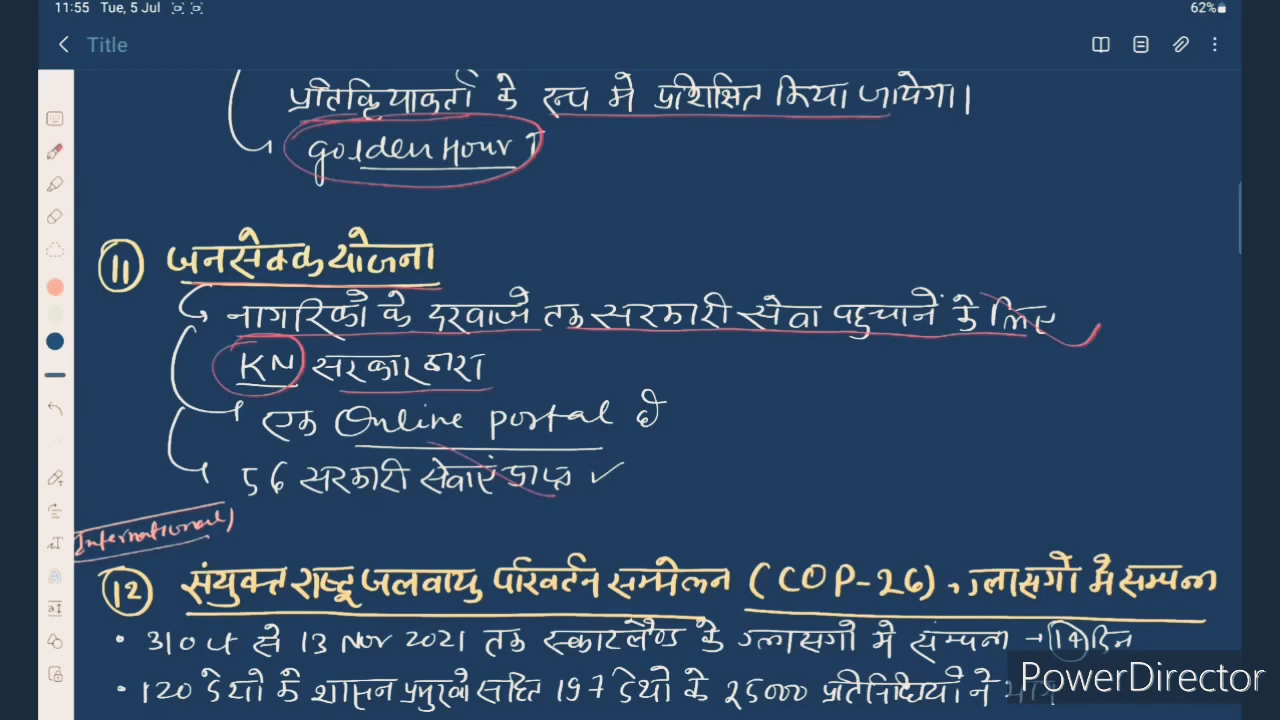 11:55 Tue, 5 Jul 62%
Title
प्रतिक्रियाकर्ता के रूप मे प्रशिक्षित किया जायेगा।
golden Hour
11 जनसेवक योजना
नागरिकों के दरवाजे तक सरकारी सेवा पहुचानें के लिए
KN सरकार द्वारा
एक Online portal है
56 सरकारी सेवाएं प्राप्त ✓
International
12 संयुक्त राष्ट्र जलवायु परिवर्तन सम्मेलन (COP-26), ग्लासगो मे सम्पन्न
• 31 Oct से 13 Nov 2021 तक स्काटलैण्ड के ग्लासगो मे सम्पन्न → 14 दिन
• 120 देशो के शासन प्रमुखो सहित 197 देशो के 25000 प्रतिनिधियों ने
PowerDirector